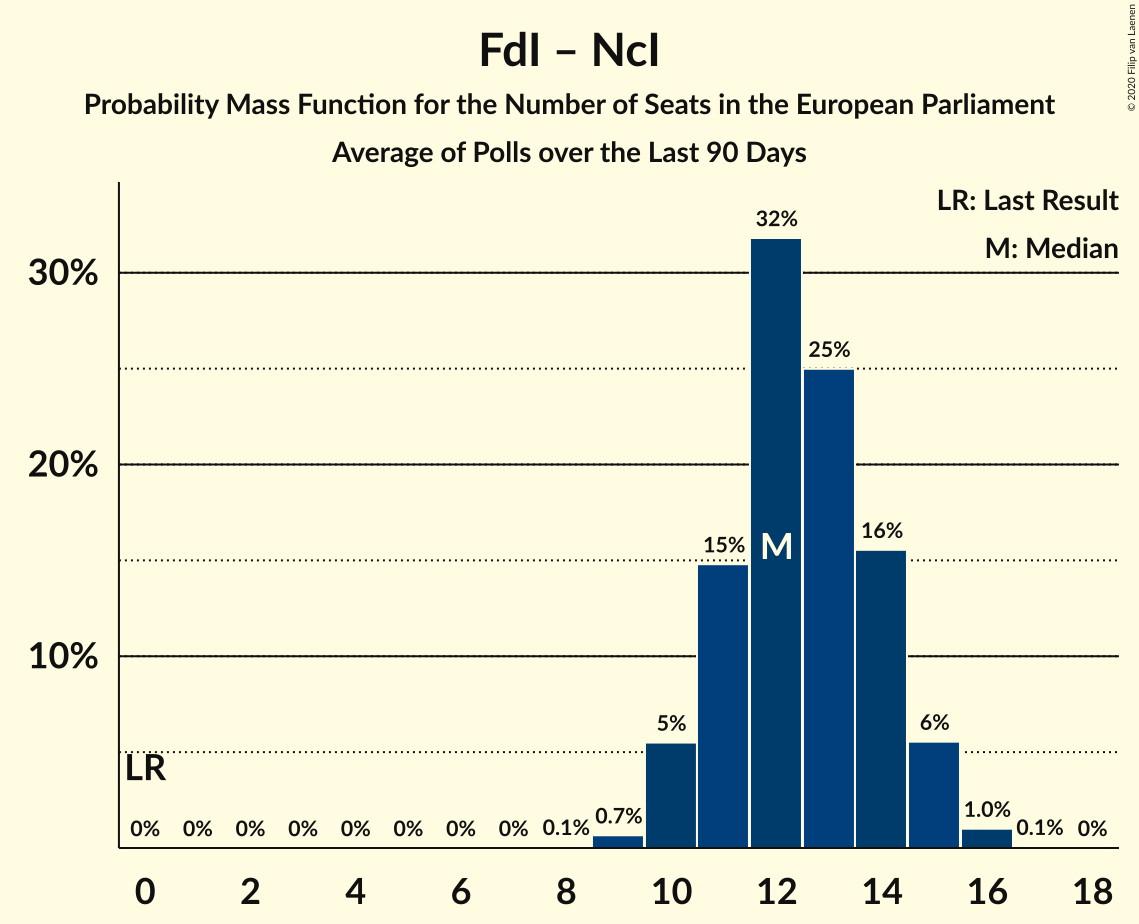 FdI – NcI
Probability Mass Function for the Number of Seats in the European Parliament
Average of Polls over the Last 90 Days
© 2020 Filip van Laenen
LR: Last Result
M: Median
30%
20%
10%
LR
M
0% 0% 0% 0% 0% 0% 0% 0% 0.1% 0.7% 5% 15% 32% 25% 16% 6% 1.0% 0.1% 0%
0 2 4 6 8 10 12 14 16 18